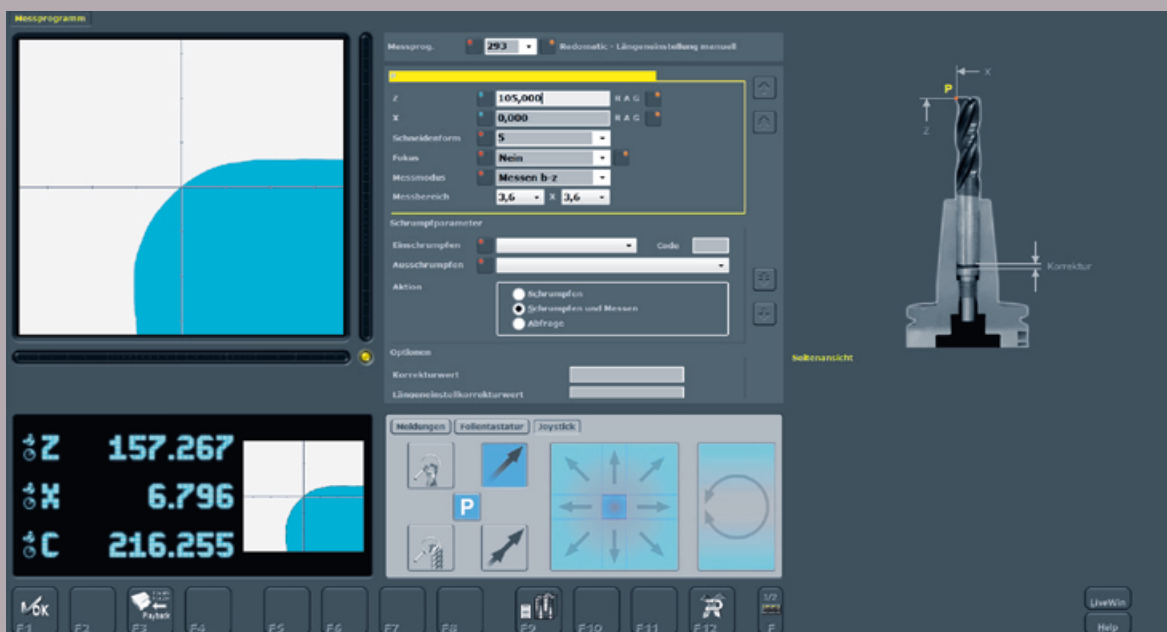 Messprogramm
Messprog. 293 Redomatic - Längeneinstellung manuell
P
Z 105,000 R A G
X 0,000 R A G
Schneidenform S
Fokus Nein
Messmodus Messen b-z
Messbereich 3,6 X 3,6
Schrumpfparameter
Einschrumpfen Code
Ausschrumpfen
Aktion
Schrumpfen
Schrumpfen und Messen
Abfrage
Optionen
Korrekturwert
Längeneinstellkorrekturwert
X
P
Z
Korrektur
Seitenansicht
Z 157.267
X 6.796
C 216.255
Meldungen Folientastatur Joystick
P
OK
Playback
1/2
F1 F2 F3 F4 F5 F6 F7 F8 F9 F10 F11 F12 F
LiveWin
Help